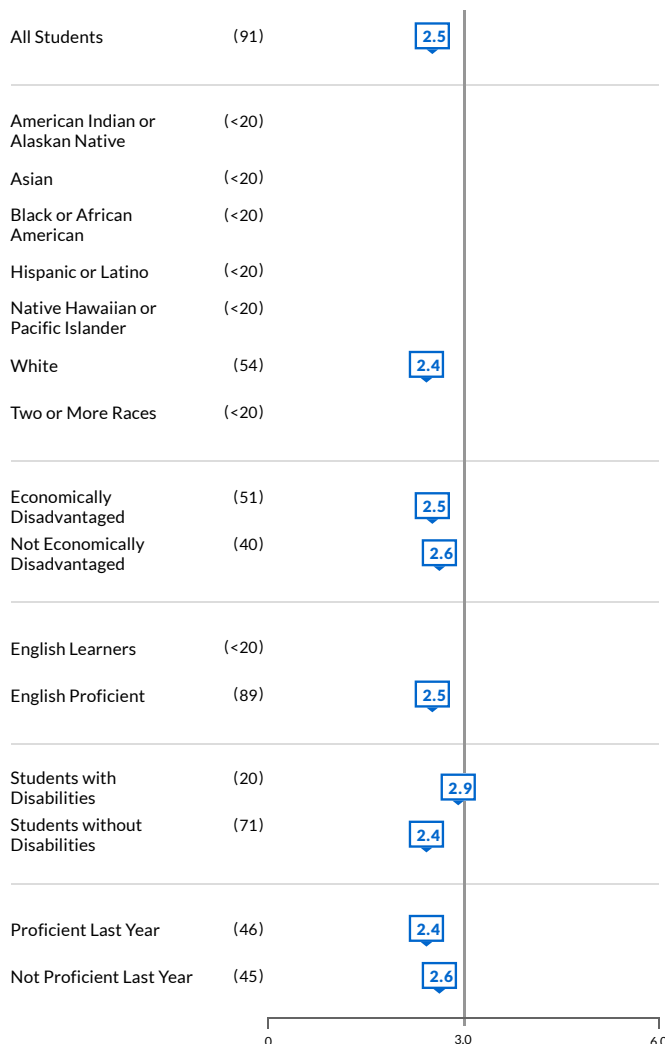 All Students (91) 2.5
American Indian or (<20)
Alaskan Native
Asian (<20)
Black or African (<20)
American
Hispanic or Latino (<20)
Native Hawaiian or (<20)
Pacific Islander
White (54) 2.4
Two or More Races (<20)
Economically (51) 2.5
Disadvantaged
Not Economically (40) 2.6
Disadvantaged
English Learners (<20)
English Proficient (89) 2.5
Students with (20) 2.9
Disabilities
Students without (71) 2.4
Disabilities
Proficient Last Year (46) 2.4
Not Proficient Last Year (45) 2.6
0 3.0 6.0